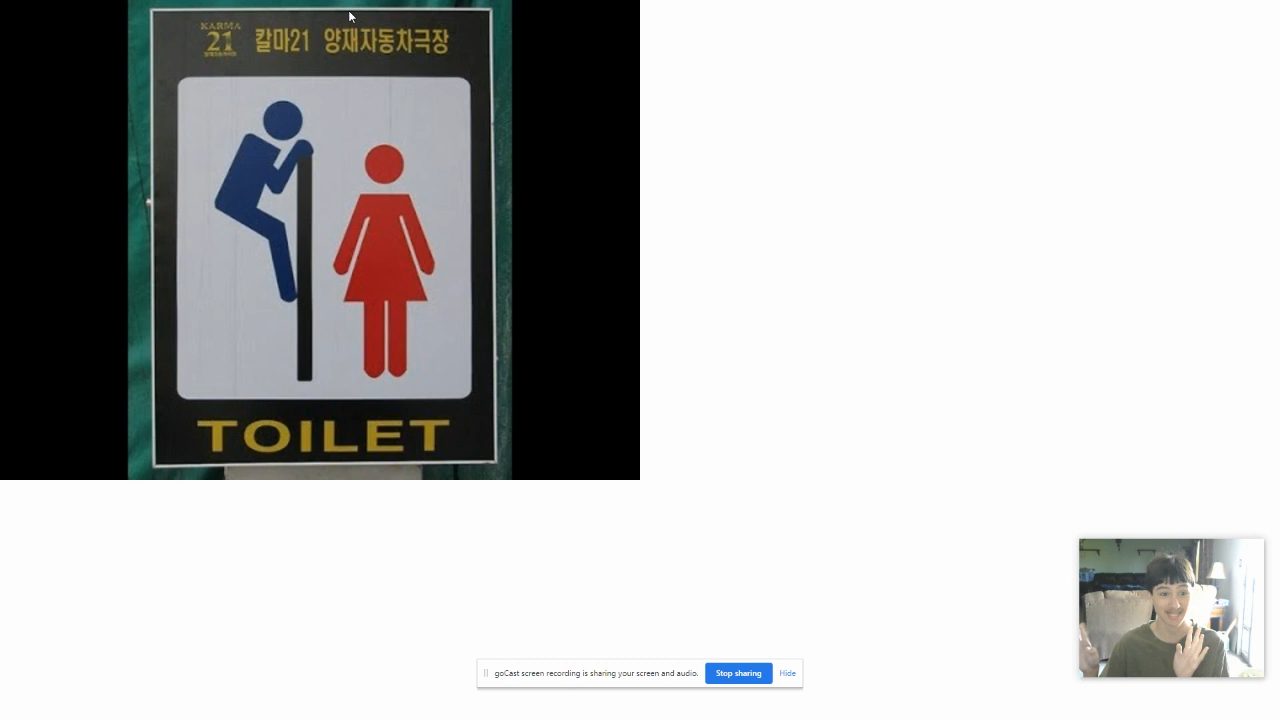 KARMA
21
칼마21 양재자동차극장
TOILET
goCast screen recording is sharing your screen and audio.
Stop sharing
Hide